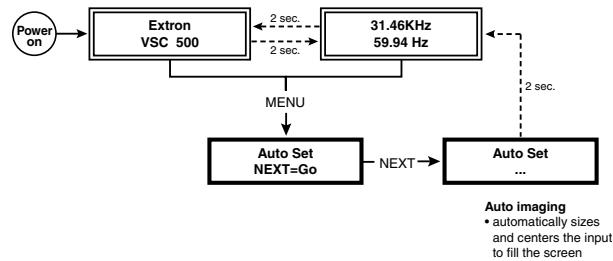 Power
on
Extron
VSC 500
2 sec.
2 sec.
31.46KHz
59.94 Hz
2 sec.
MENU
Auto Set
NEXT=Go
NEXT
Auto Set
...
Auto imaging
• automatically sizes
and centers the input
to fill the screen